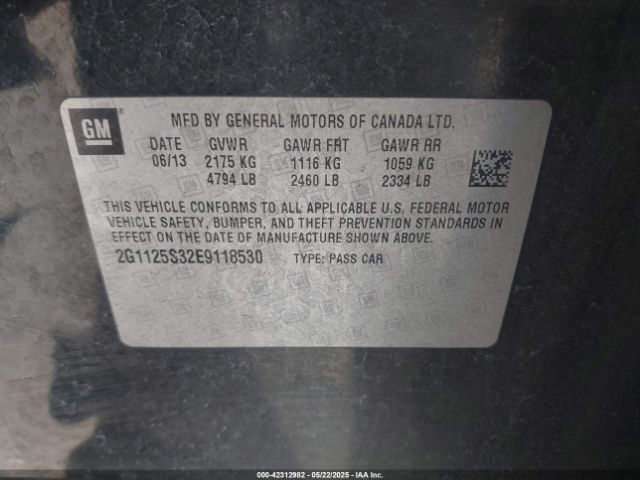 GM
MFD BY GENERAL MOTORS OF CANADA LTD.
DATE GVWR GAWR FRT GAWR RR
06/13 2175 KG 1116 KG 1059 KG
4794 LB 2460 LB 2334 LB
THIS VEHICLE CONFORMS TO ALL APPLICABLE U.S. FEDERAL MOTOR
VEHICLE SAFETY, BUMPER, AND THEFT PREVENTION STANDARDS IN
EFFECT ON THE DATE OF MANUFACTURE SHOWN ABOVE.
2G1125S32E9118530 TYPE: PASS CAR
000-42312982 - 05/22/2025 - IAA Inc.